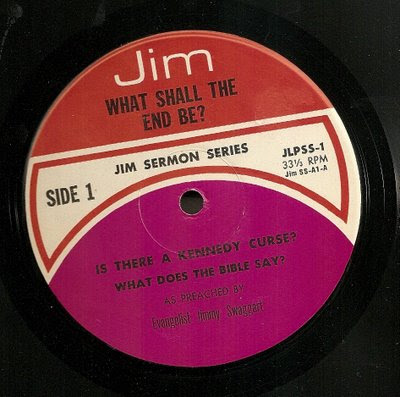 Jim
WHAT SHALL THE
END BE?
JIM SERMON SERIES
SIDE 1
JLPSS-1
33⅓ RPM
Jim SS-A1-A
IS THERE A KENNEDY CURSE?
WHAT DOES THE BIBLE SAY?
AS PREACHED BY
Evangelist Jimmy Swaggart